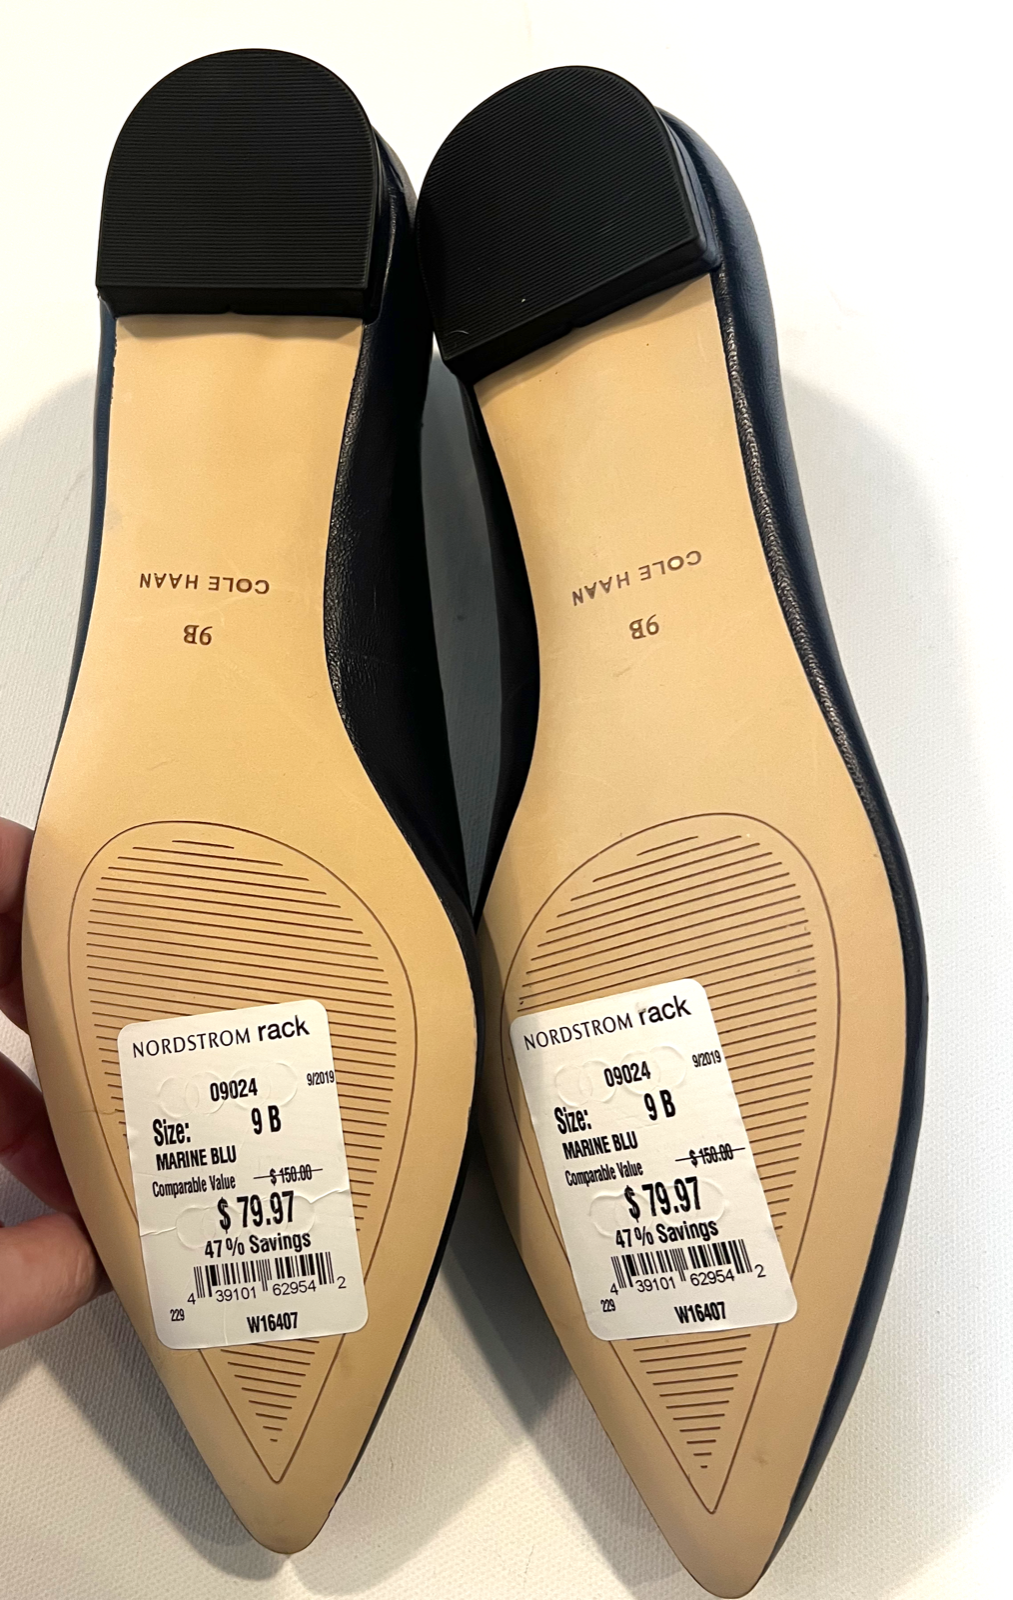 COLE HAAN
9B
COLE HAAN
9B
NORDSTROM rack
9/2019
09024
Size: 9 B
MARINE BLU
Comparable Value $ 150.00
$ 79.97
47% Savings
4 39101 62954 2
229
W16407
NORDSTROM rack
9/2019
09024
Size: 9 B
MARINE BLU
Comparable Value $ 150.00
$ 79.97
47% Savings
4 39101 62954 2
229
W16407